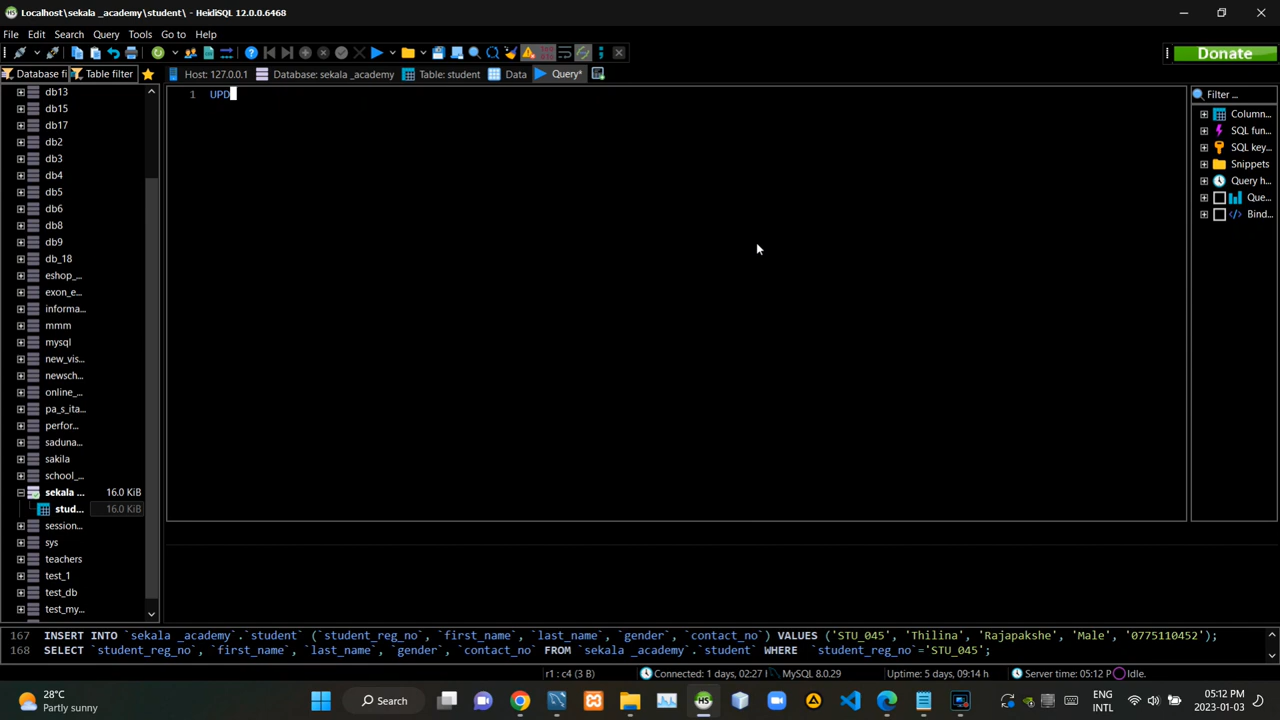 Localhost\sekala _academy\student\ - HeidiSQL 12.0.0.6468
File Edit Search Query Tools Go to Help
Donate
Database fi Table filter Host: 127.0.0.1 Database: sekala _academy Table: student Data Query*
1 UPD
Filter ...
Column...
SQL fun...
SQL key...
Snippets
Query h...
Que...
Bind...
db13
db15
db17
db2
db3
db4
db5
db6
db8
db9
db_18
eshop_...
exon_e...
informa...
mmm
mysql
new_vis...
newsch...
online_...
pa_s_ita...
perfor...
saduna...
sakila
school_...
sekala ... 16.0 KiB
stud... 16.0 KiB
session...
sys
teachers
test_1
test_db
test_my...
167 INSERT INTO `sekala _academy`.`student` (`student_reg_no`, `first_name`, `last_name`, `gender`, `contact_no`) VALUES ('STU_045', 'Thilina', 'Rajapakshe', 'Male', '0775110452');
168 SELECT `student_reg_no`, `first_name`, `last_name`, `gender`, `contact_no` FROM `sekala _academy`.`student` WHERE  `student_reg_no`='STU_045';
r1 : c4 (3 B) Connected: 1 days, 02:27 MySQL 8.0.29 Uptime: 5 days, 09:14 h Server time: 05:12 P Idle.
28°C
Partly sunny
Search
ENG
INTL
05:12 PM
2023-01-03